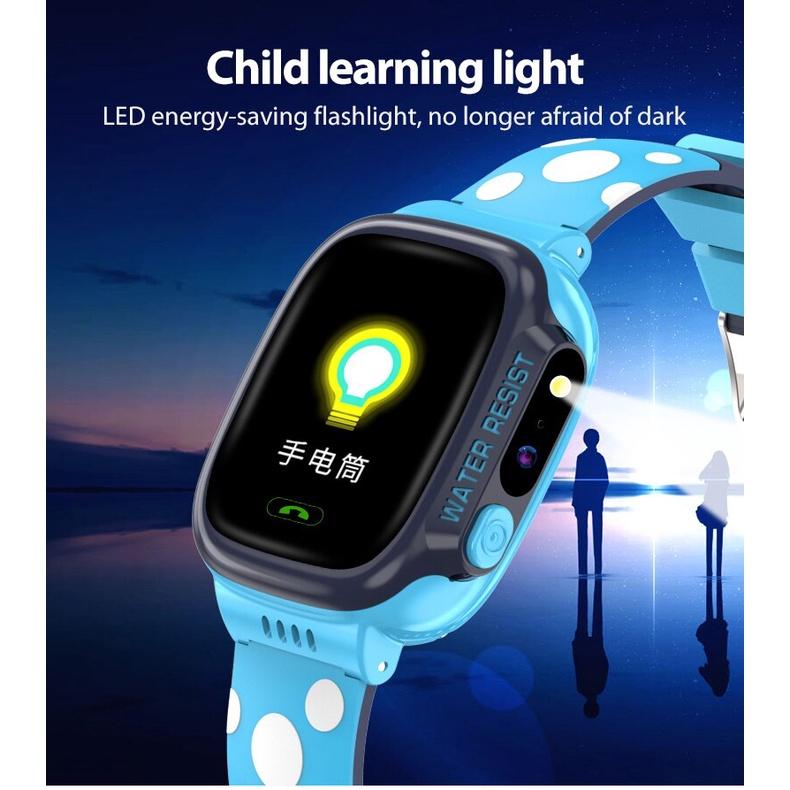 Child learning light
LED energy-saving flashlight, no longer afraid of dark
WATER RESIST
手电筒